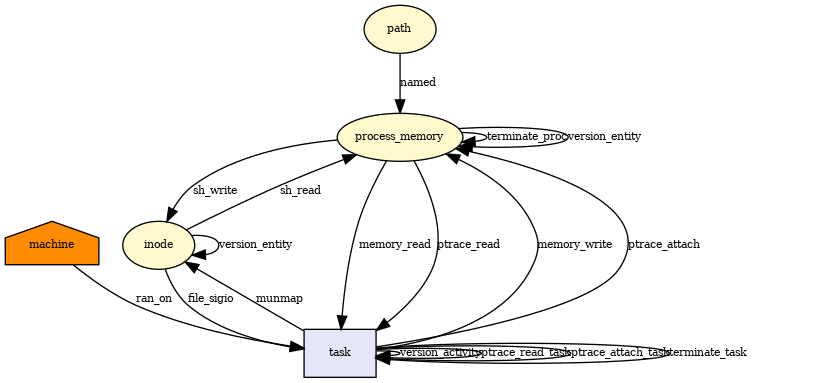 path
named
process_memory
terminate_proc
version_entity
sh_write
sh_read
machine
inode
version_entity
memory_read
ptrace_read
memory_write
ptrace_attach
ran_on
file_sigio
munmap
task
version_activity
ptrace_read_task
ptrace_attach_task
terminate_task